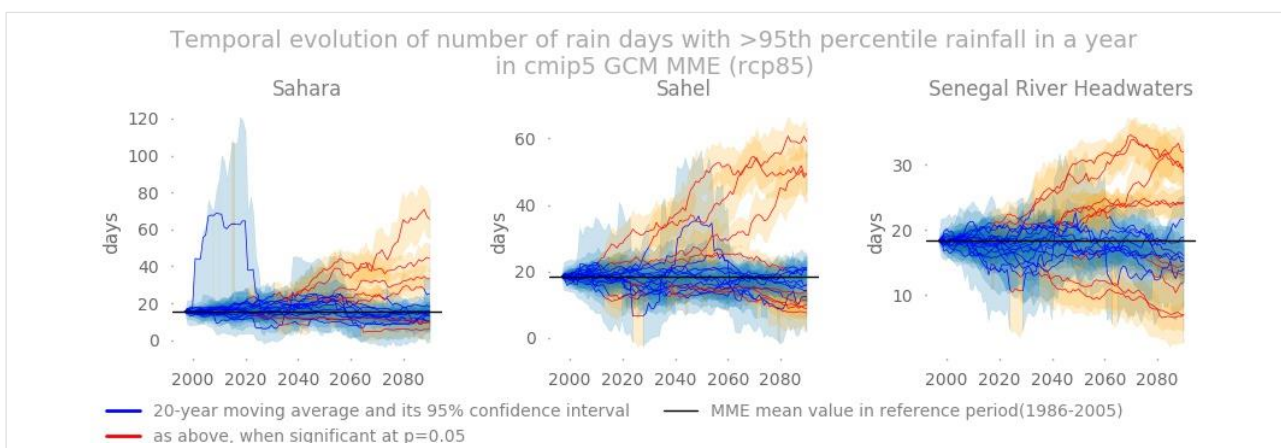 Temporal evolution of number of rain days with >95th percentile rainfall in a year
in cmip5 GCM MME (rcp85)
Sahara
Sahel
Senegal River Headwaters
days
120
100
80
60
40
20
0
2000 2020 2040 2060 2080
days
60
40
20
0
2000 2020 2040 2060 2080
days
30
20
10
2000 2020 2040 2060 2080
20-year moving average and its 95% confidence interval
MME mean value in reference period(1986-2005)
as above, when significant at p=0.05